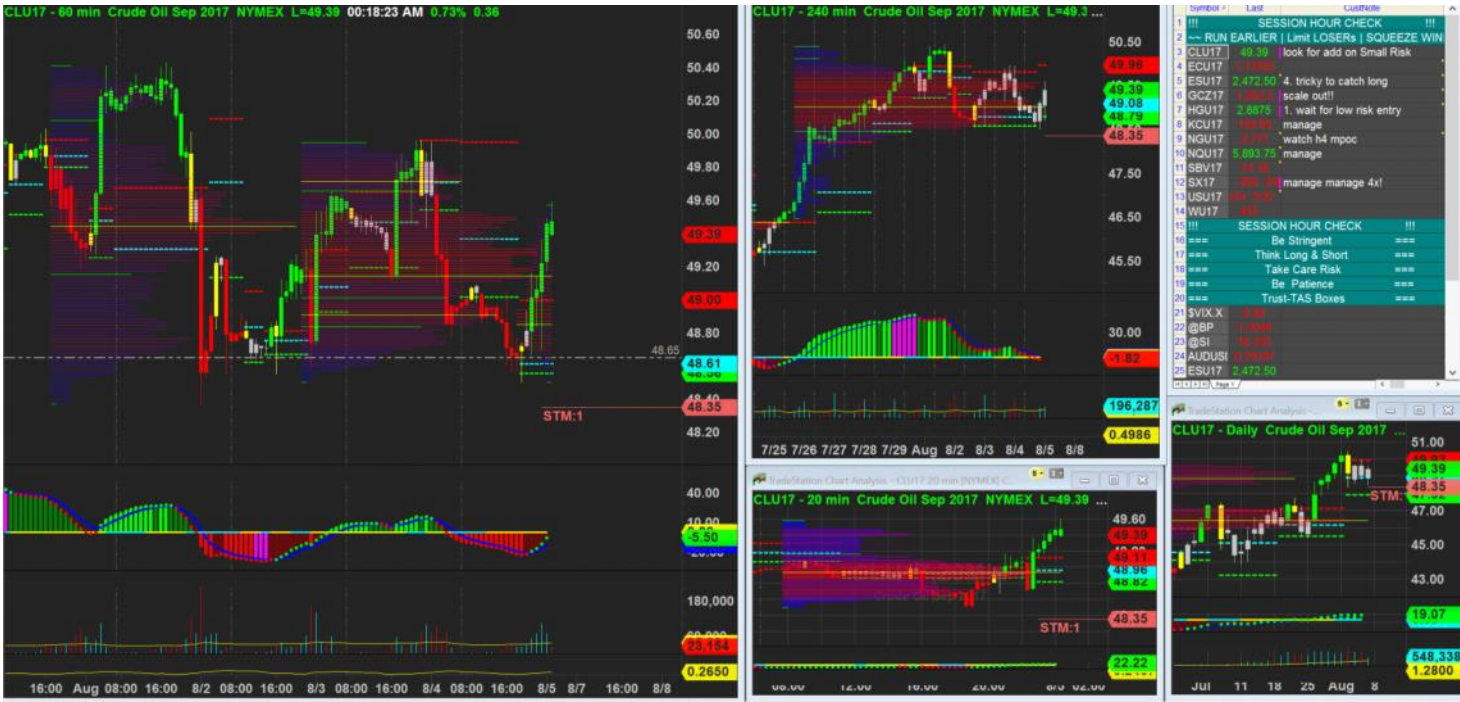 CLU17 - 60 min Crude Oil Sep 2017 NYMEX L=49.39 00:18:23 AM 0.73% 0.36
50.60
50.40
50.20
50.00
49.80
49.60
49.39
49.20
49.00
48.80
48.65
48.61
48.35
STM:1
48.20
40.00
-5.50
180,000
23,154
0.2650
16:00 Aug 08:00 16:00 8/2 08:00 16:00 8/3 08:00 16:00 8/4 08:00 16:00 8/5 8/7 16:00 8/8
CLU17 - 240 min Crude Oil Sep 2017 NYMEX L=49.3 ...
50.50
49.96
49.39
49.08
48.79
48.35
47.50
46.50
45.50
30.00
-1.82
196,287
0.4986
7/25 7/26 7/27 7/28 7/29 Aug 8/2 8/3 8/4 8/5 8/8
TradeStation Chart Analysis - CLU17 20 min [NYMEX] C...
CLU17 - 20 min Crude Oil Sep 2017 NYMEX L=49.39 ...
49.60
49.39
49.11
48.96
48.82
48.35
STM:1
22.22
08:00 12:00 16:00 20:00 8/5 02:00
Symbol Last CustNote
1 !!! SESSION HOUR CHECK !!!
2 ~~ RUN EARLIER | Limit LOSERs | SQUEEZE WIN
3 CLU17 49.39 look for add on Small Risk
4 ECU17
5 ESU17 2,472.50 4. tricky to catch long
6 GCZ17 scale out!!
7 HGU17 2.8875 1. wait for low risk entry
8 KCU17 manage
9 NGU17 watch h4 mpoc
10 NQU17 5,893.75 manage
11 SBV17
12 SX17 manage manage 4x!
13 USU17
14 WU17
15 !!! SESSION HOUR CHECK !!!
16 === Be Stringent ===
17 === Think Long & Short ===
18 === Take Care Risk ===
19 === Be Patience ===
20 === Trust-TAS Boxes ===
21 $VIX.X
22 @BP
23 @SI
24 AUDUSI
25 ESU17 2,472.50
Page 1
TradeStation Chart Analysis -...
CLU17 - Daily Crude Oil Sep 2017 ...
51.00
49.39
48.35
STM:
47.00
45.00
43.00
19.07
548,338
1.2800
Jul 11 18 25 Aug 8